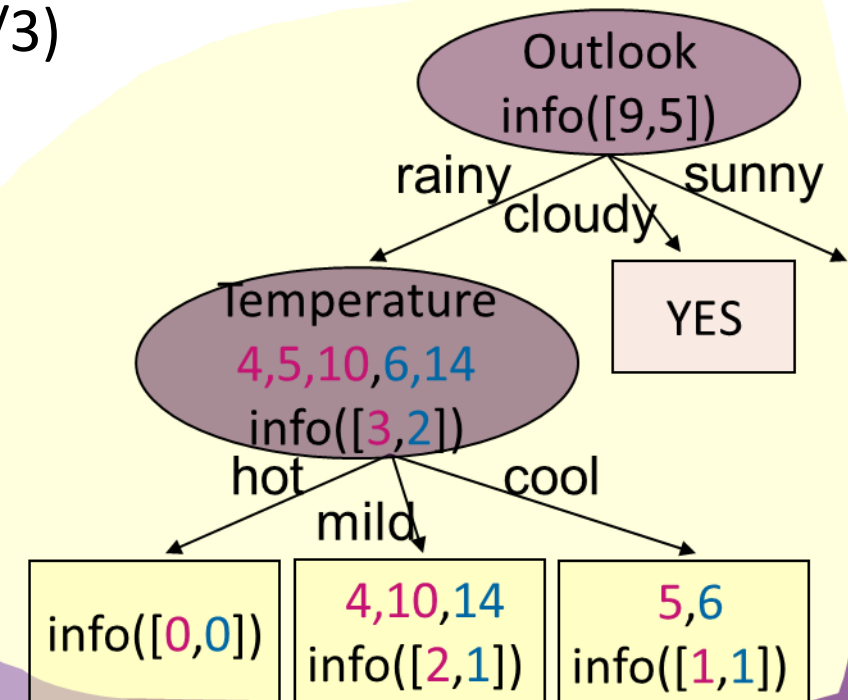 /3)
Outlook
info([9,5])
rainy
cloudy
sunny
Temperature
4,5,10,6,14
info([3,2])
YES
hot
mild
cool
info([0,0])
4,10,14
info([2,1])
5,6
info([1,1])